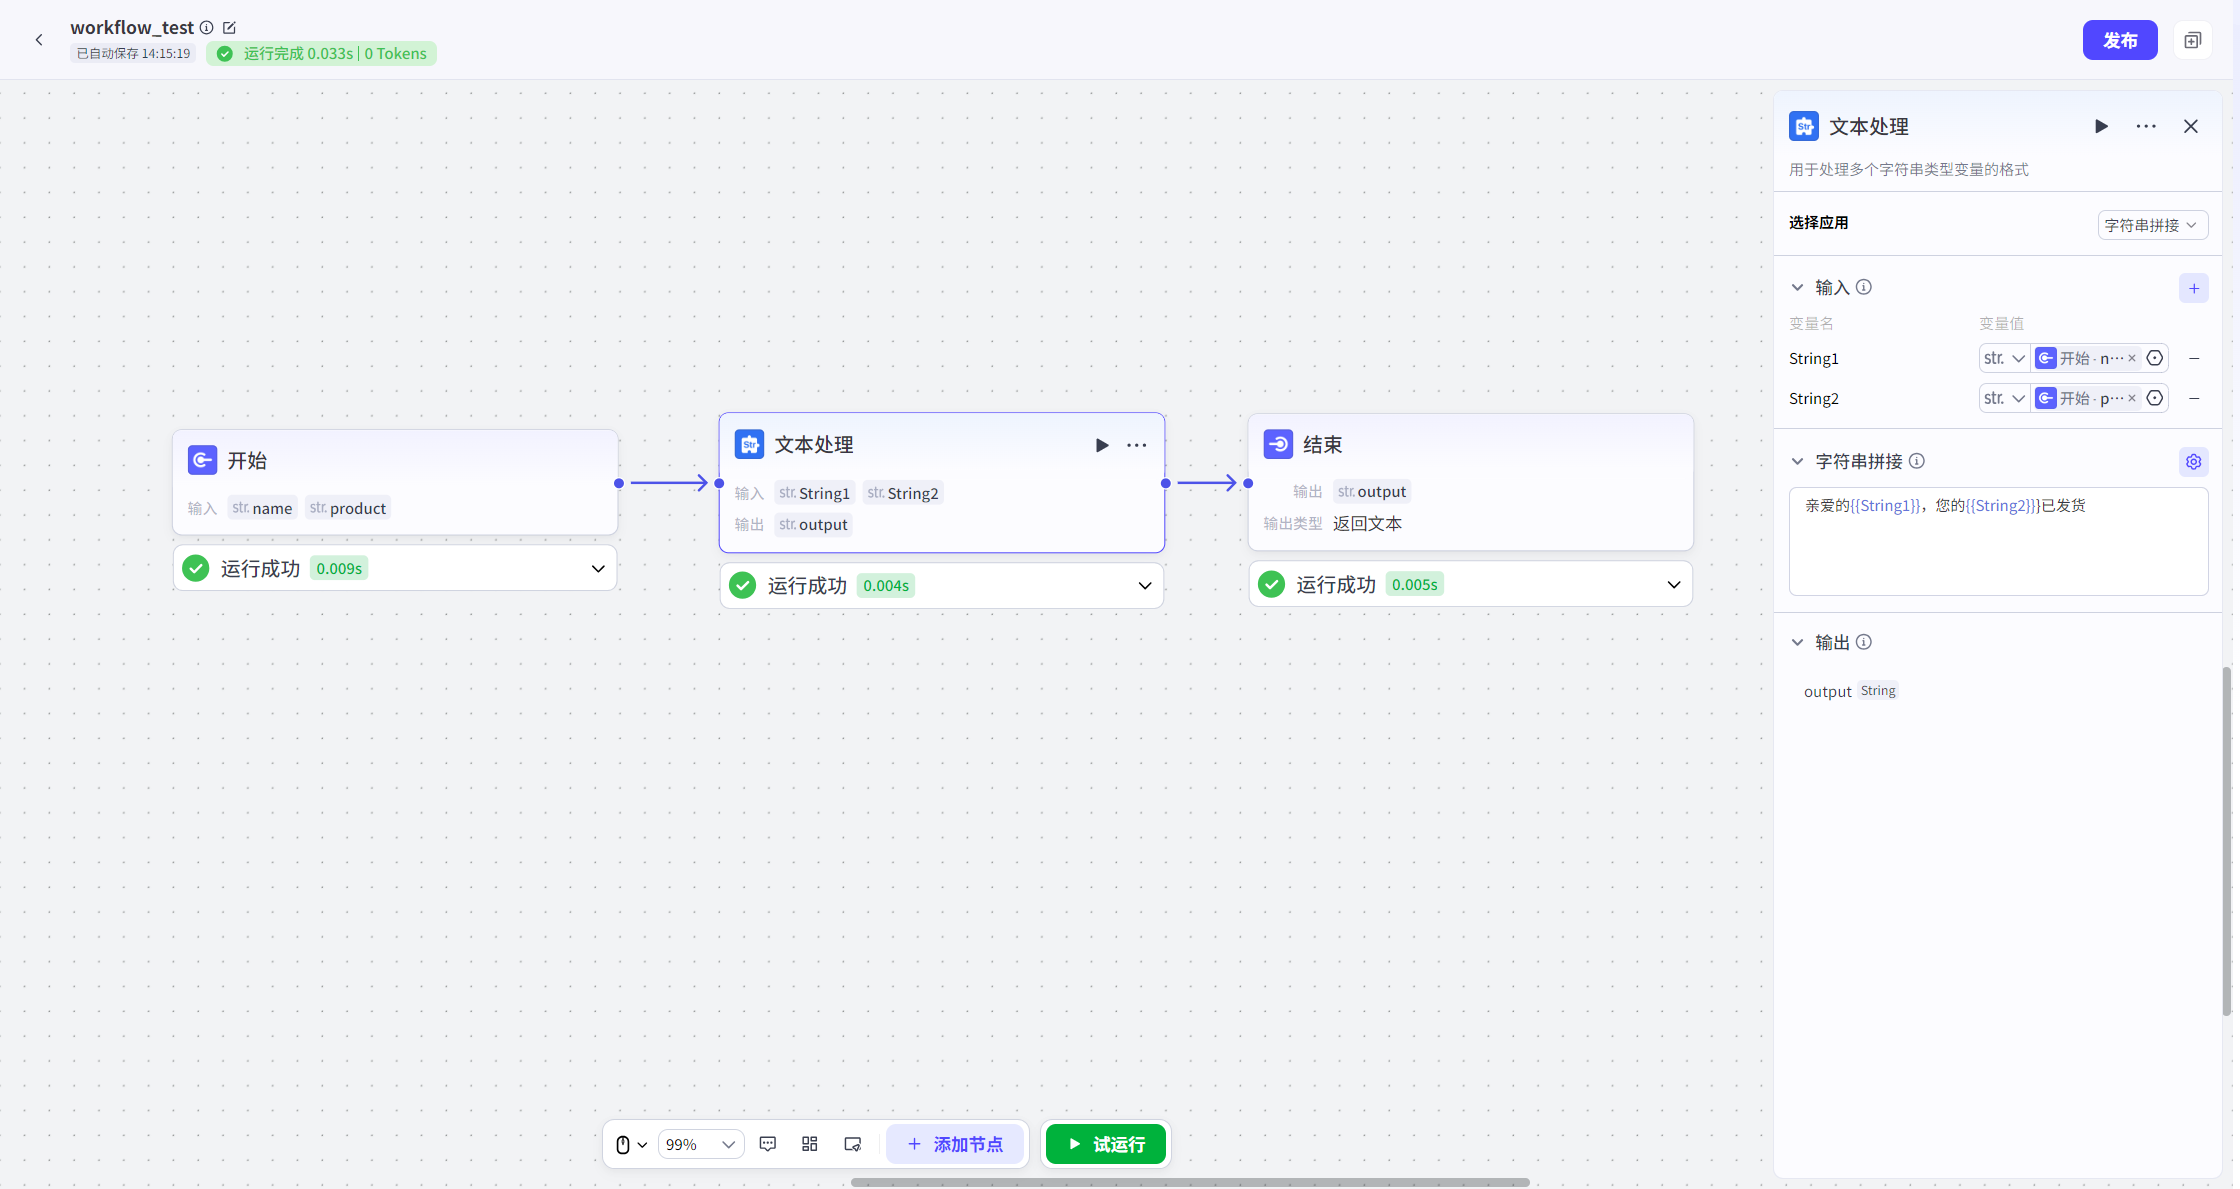 workflow_test
已自动保存 14:15:19
运行完成 0.033s | 0 Tokens
发布
开始
输入 str. name str. product
运行成功 0.009s
Str 文本处理
输入 str. String1 str. String2
输出 str. output
运行成功 0.004s
结束
输出 str. output
输出类型 返回文本
运行成功 0.005s
Str 文本处理
用于处理多个字符串类型变量的格式
选择应用 字符串拼接
输入
变量名 变量值
String1 str. 开始 · n···
String2 str. 开始 · p···
字符串拼接
亲爱的{{String1}}，您的{{String2}}}已发货
输出
output String
99% 添加节点 试运行